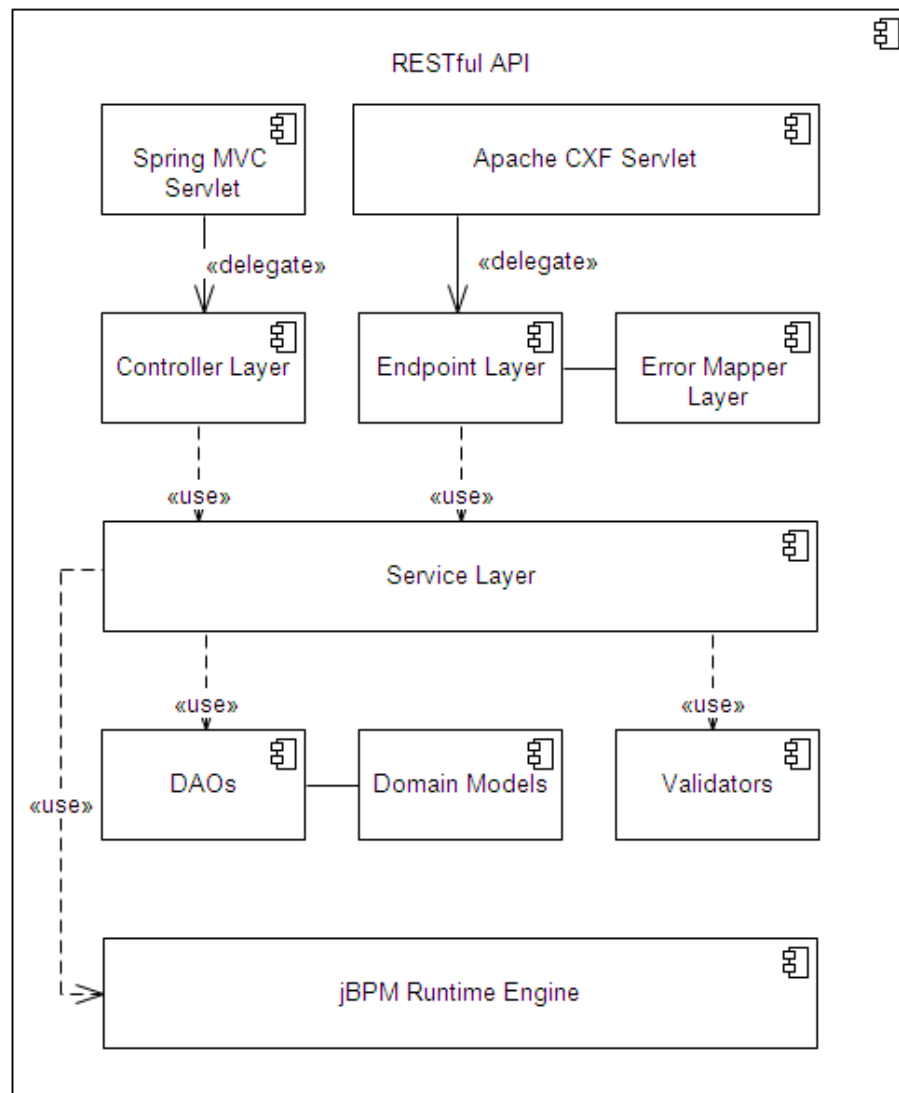 RESTful API
Spring MVC
Servlet
Apache CXF Servlet
«delegate»
«delegate»
Controller Layer
Endpoint Layer
Error Mapper
Layer
«use»
«use»
Service Layer
«use»
«use»
DAOs
Domain Models
Validators
«use»
jBPM Runtime Engine